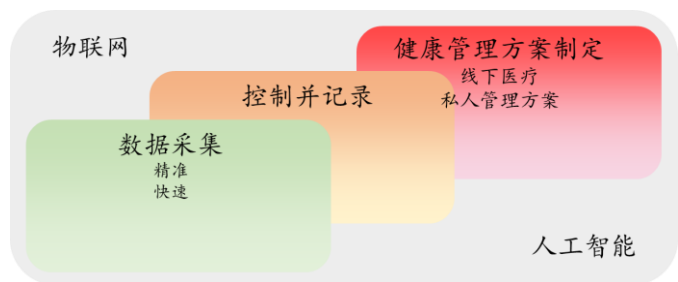 物联网
健康管理方案制定
线下医疗
私人管理方案
控制并记录
数据采集
精准
快速
人工智能